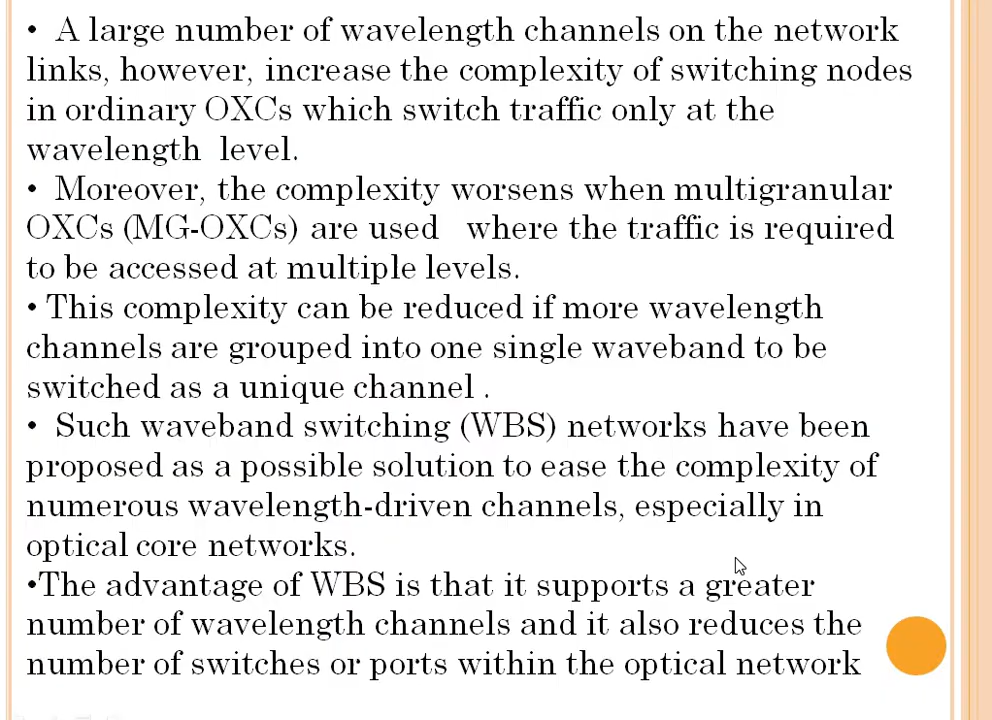 • A large number of wavelength channels on the network
links, however, increase the complexity of switching nodes
in ordinary OXCs which switch traffic only at the
wavelength level.
• Moreover, the complexity worsens when multigranular
OXCs (MG-OXCs) are used where the traffic is required
to be accessed at multiple levels.
• This complexity can be reduced if more wavelength
channels are grouped into one single waveband to be
switched as a unique channel .
• Such waveband switching (WBS) networks have been
proposed as a possible solution to ease the complexity of
numerous wavelength-driven channels, especially in
optical core networks.
•The advantage of WBS is that it supports a greater
number of wavelength channels and it also reduces the
number of switches or ports within the optical network